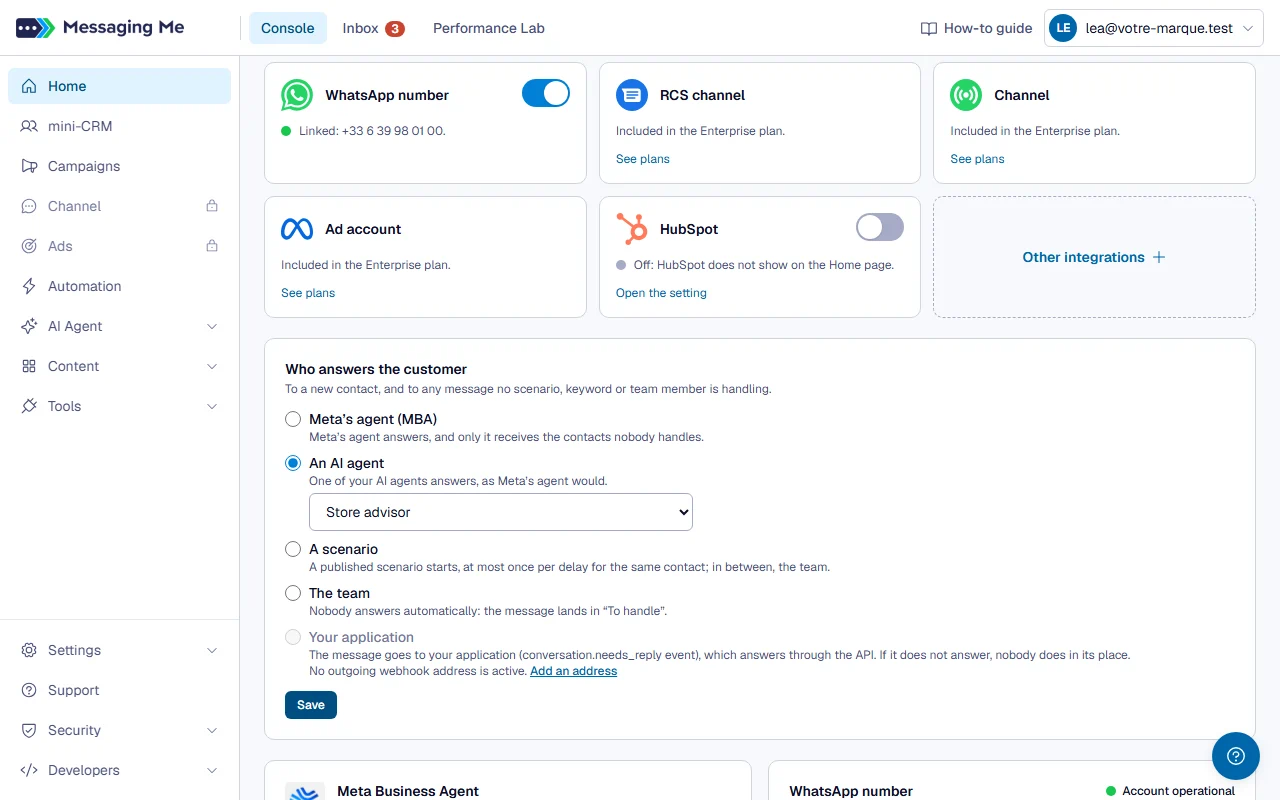 Messaging Me
Console
Inbox 3
Performance Lab
How-to guide
LE lea@votre-marque.test
Home
mini-CRM
Campaigns
Channel
Ads
Automation
AI Agent
Content
Tools
Settings
Support
Security
Developers
WhatsApp number
Linked: +33 6 39 98 01 00.
RCS channel
Included in the Enterprise plan.
See plans
Channel
Included in the Enterprise plan.
See plans
Ad account
Included in the Enterprise plan.
See plans
HubSpot
Off: HubSpot does not show on the Home page.
Open the setting
Other integrations
Who answers the customer
To a new contact, and to any message no scenario, keyword or team member is handling.
Meta's agent (MBA)
Meta's agent answers, and only it receives the contacts nobody handles.
An AI agent
One of your AI agents answers, as Meta's agent would.
Store advisor
A scenario
A published scenario starts, at most once per delay for the same contact; in between, the team.
The team
Nobody answers automatically: the message lands in “To handle”.
Your application
The message goes to your application (conversation.needs_reply event), which answers through the API. If it does not answer, nobody does in its place.
No outgoing webhook address is active. Add an address
Save
Meta Business Agent
WhatsApp number
Account operational